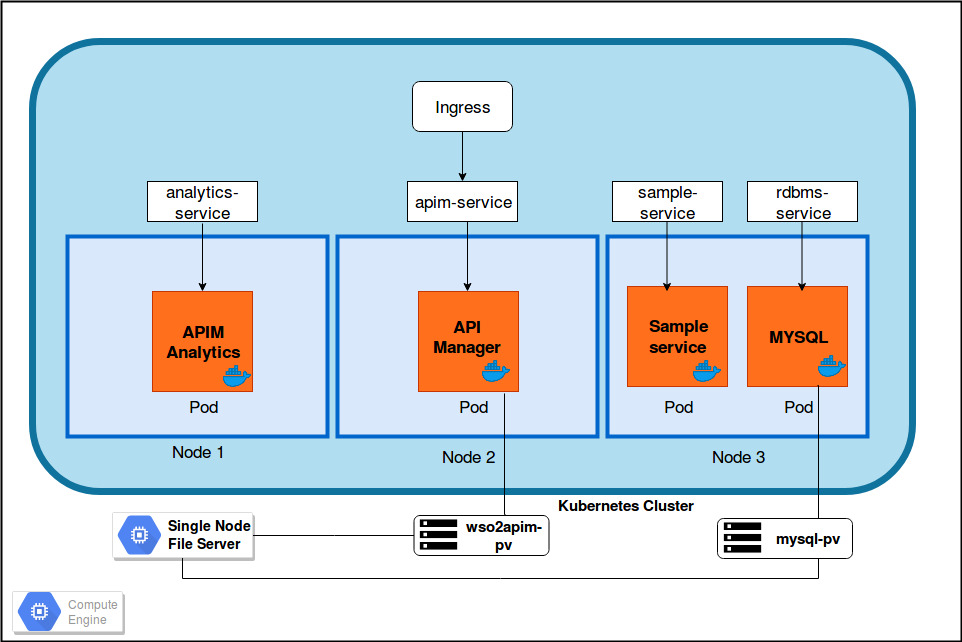 Ingress
analytics-
service
apim-service
sample-
service
rdbms-
service
APIM
Analytics
API
Manager
Sample
service
MYSQL
Pod
Pod
Pod
Pod
Node 1
Node 2
Node 3
Kubernetes Cluster
Single Node
File Server
wso2apim-
pv
mysql-pv
Compute
Engine